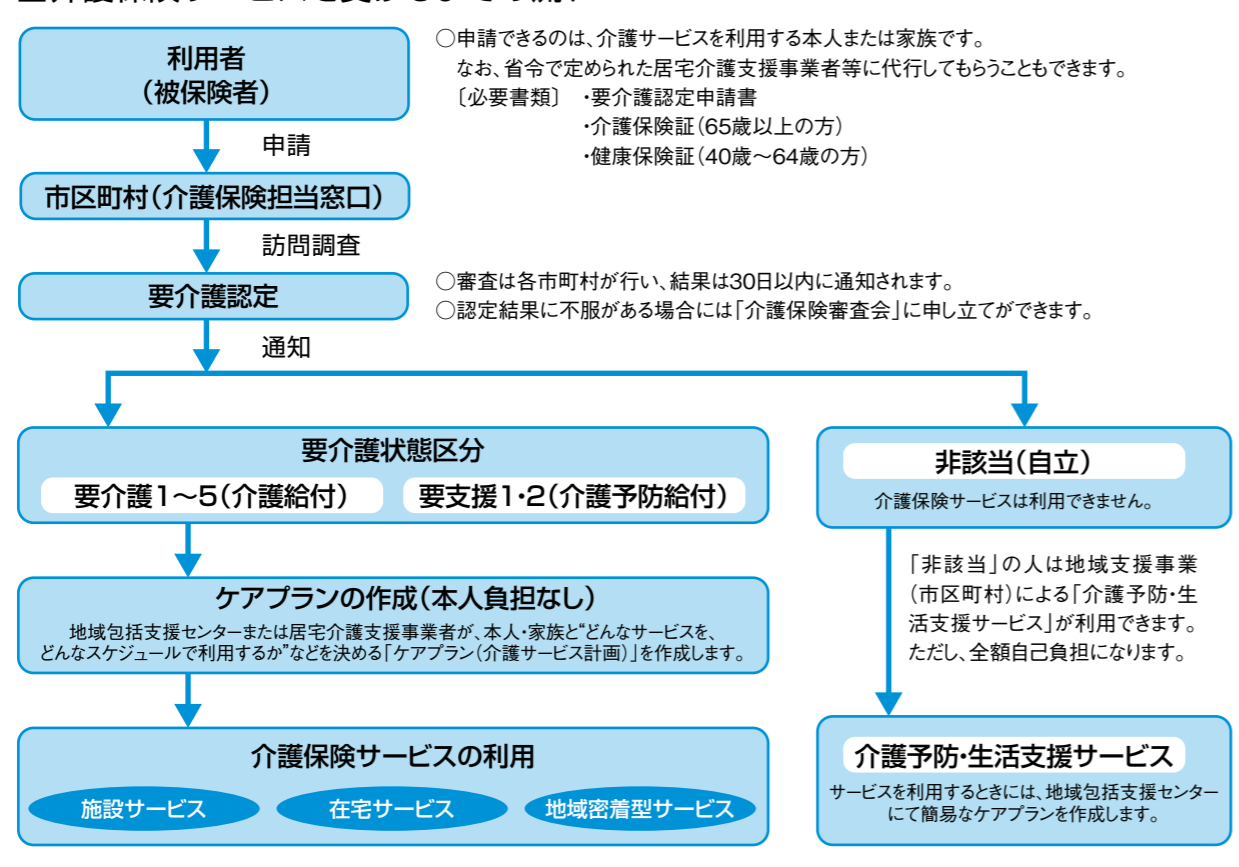 利用者
（被保険者）
○申請できるのは、介護サービスを利用する本人または家族です。
なお、省令で定められた居宅介護支援事業者等に代行してもらうこともできます。
〔必要書類〕 ・要介護認定申請書
・介護保険証（65歳以上の方）
・健康保険証（40歳〜64歳の方）
申請
市区町村（介護保険担当窓口）
訪問調査
要介護認定
○審査は各市町村が行い、結果は30日以内に通知されます。
○認定結果に不服がある場合には「介護保険審査会」に申し立てができます。
通知
要介護状態区分
要介護1〜5（介護給付） 要支援1・2（介護予防給付）
非該当（自立）
介護保険サービスは利用できません。
ケアプランの作成（本人負担なし）
地域包括支援センターまたは居宅介護支援事業者が、本人・家族と“どんなサービスを、
どんなスケジュールで利用するか”などを決める「ケアプラン（介護サービス計画）」を作成します。
「非該当」の人は地域支援事業
（市区町村）による「介護予防・生
活支援サービス」が利用できます。
ただし、全額自己負担になります。
介護保険サービスの利用
施設サービス 在宅サービス 地域密着型サービス
介護予防・生活支援サービス
サービスを利用するときには、地域包括支援センター
にて簡易なケアプランを作成します。